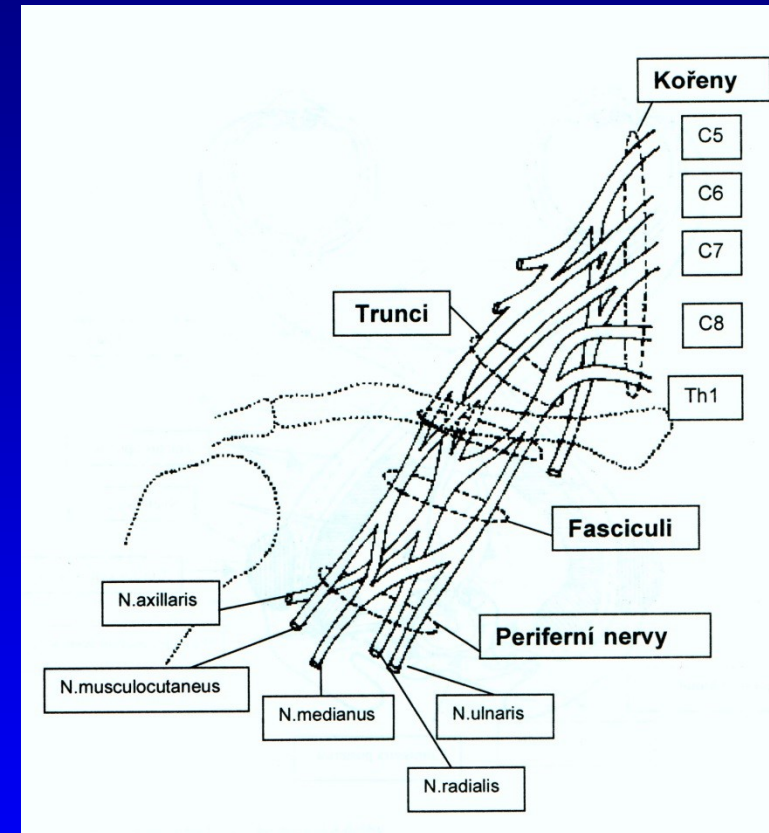 Kořeny
C5
C6
C7
Trunci
C8
Th1
Fasciculi
N.axillaris
Periferní nervy
N.musculocutaneus
N.medianus
N.ulnaris
N.radialis